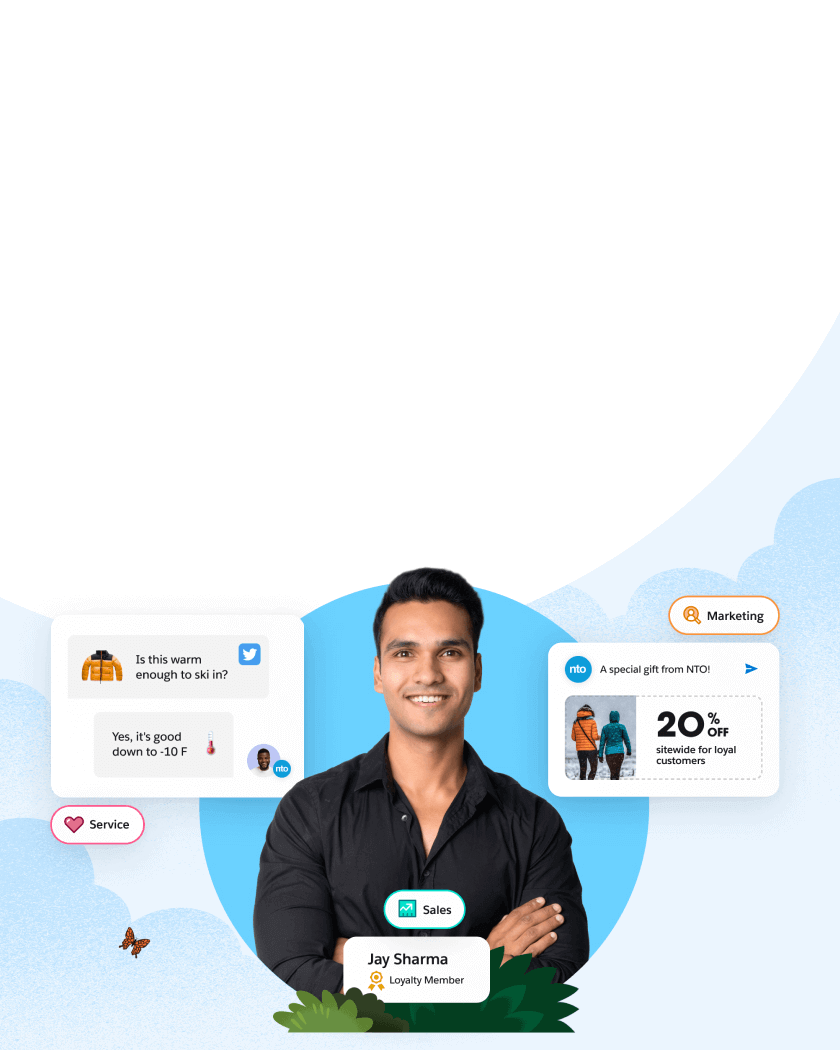 Is this warm
enough to ski in?
Yes, it's good
down to -10 F
nto
Service
Marketing
nto
A special gift from NTO!
20% OFF
sitewide for loyal
customers
Sales
Jay Sharma
Loyalty Member